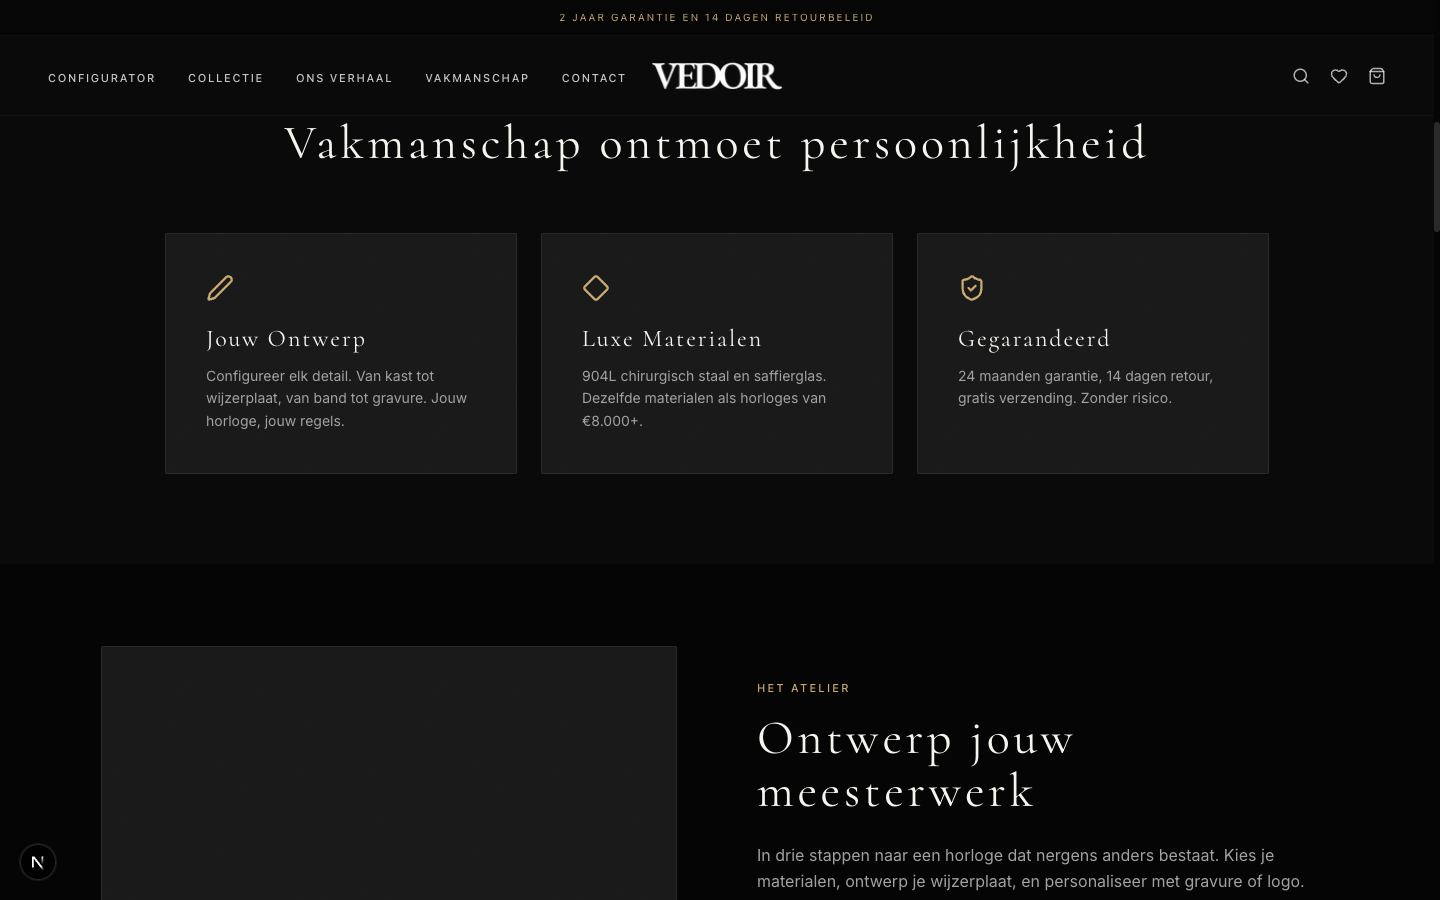 2 JAAR GARANTIE EN 14 DAGEN RETOURBELEID
CONFIGURATOR
COLLECTIE
ONS VERHAAL
VAKMANSCHAP
CONTACT
VEDOIR
Vakmanschap ontmoet persoonlijkheid
Jouw Ontwerp
Configureer elk detail. Van kast tot
wijzerplaat, van band tot gravure. Jouw
horloge, jouw regels.
Luxe Materialen
904L chirurgisch staal en saffierglas.
Dezelfde materialen als horloges van
€8.000+.
Gegarandeerd
24 maanden garantie, 14 dagen retour,
gratis verzending. Zonder risico.
HET ATELIER
Ontwerp jouw
meesterwerk
In drie stappen naar een horloge dat nergens anders bestaat. Kies je
materialen, ontwerp je wijzerplaat, en personaliseer met gravure of logo.
N